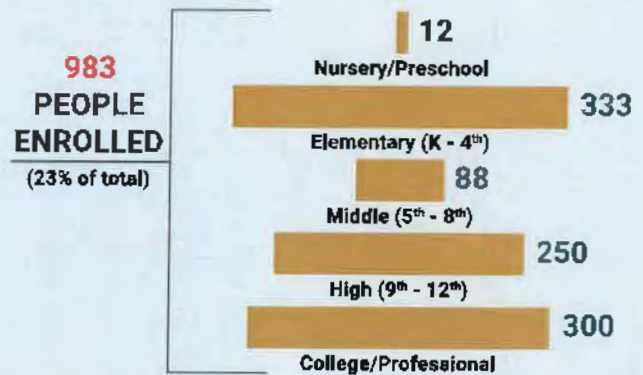 983
PEOPLE
ENROLLED
(23% of total)
12
Nursery/Preschool
333
Elementary (K - 4th)
88
Middle (5th - 8th)
250
High (9th - 12th)
300
College/Professional